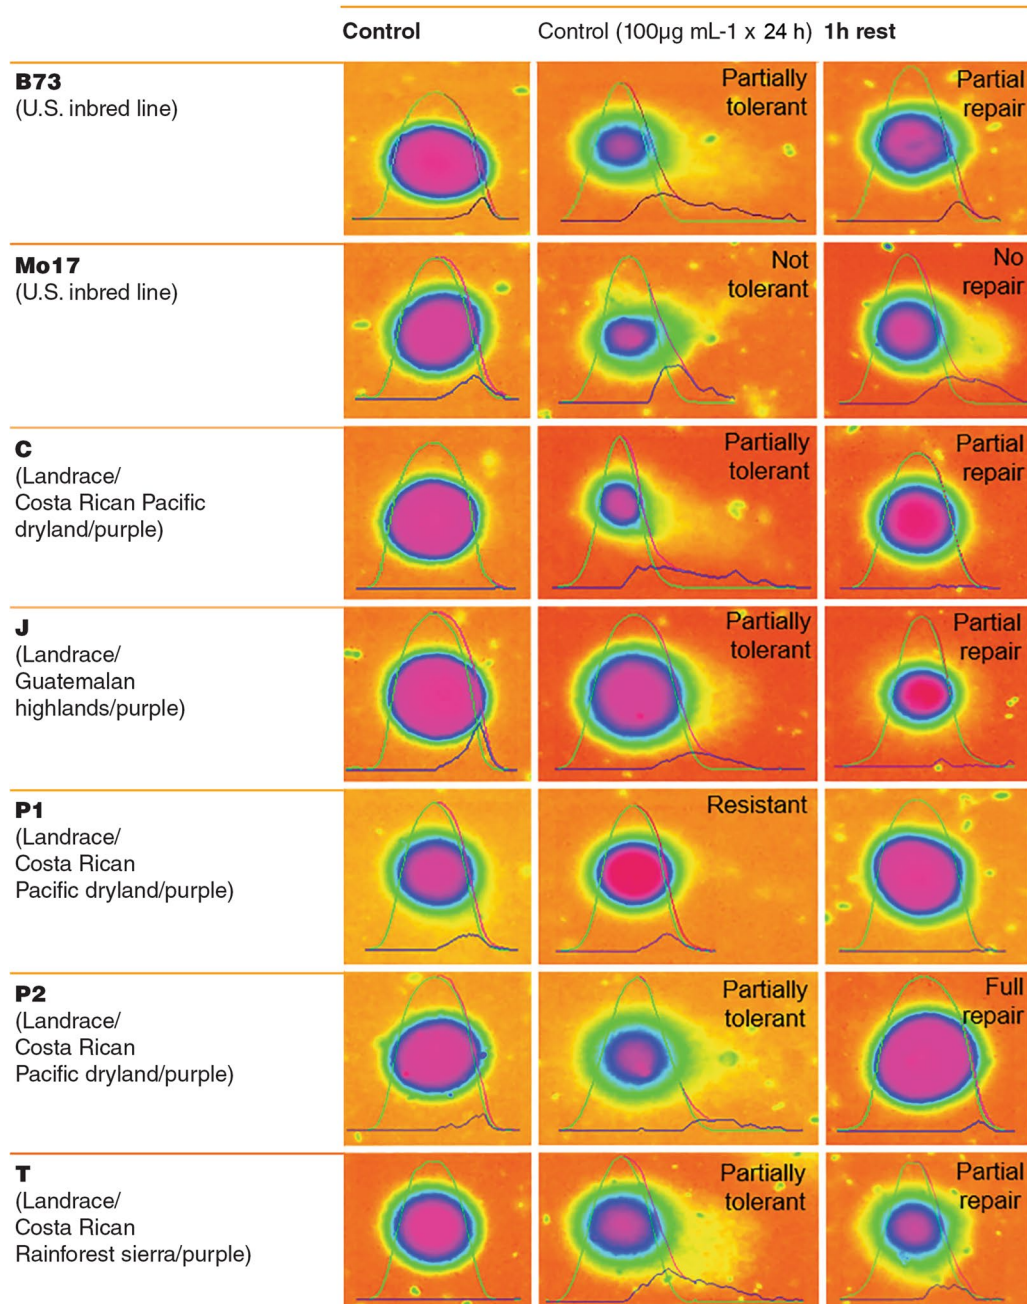 Control Control (100µg mL-1 x 24 h) 1h rest
B73
(U.S. inbred line)
Partially
tolerant
Partial
repair
Mo17
(U.S. inbred line)
Not
tolerant
No
repair
C
(Landrace/
Costa Rican Pacific
dryland/purple)
Partially
tolerant
Partial
repair
J
(Landrace/
Guatemalan
highlands/purple)
Partially
tolerant
Partial
repair
P1
(Landrace/
Costa Rican
Pacific dryland/purple)
Resistant
P2
(Landrace/
Costa Rican
Pacific dryland/purple)
Partially
tolerant
Full
repair
T
(Landrace/
Costa Rican
Rainforest sierra/purple)
Partially
tolerant
Partial
repair